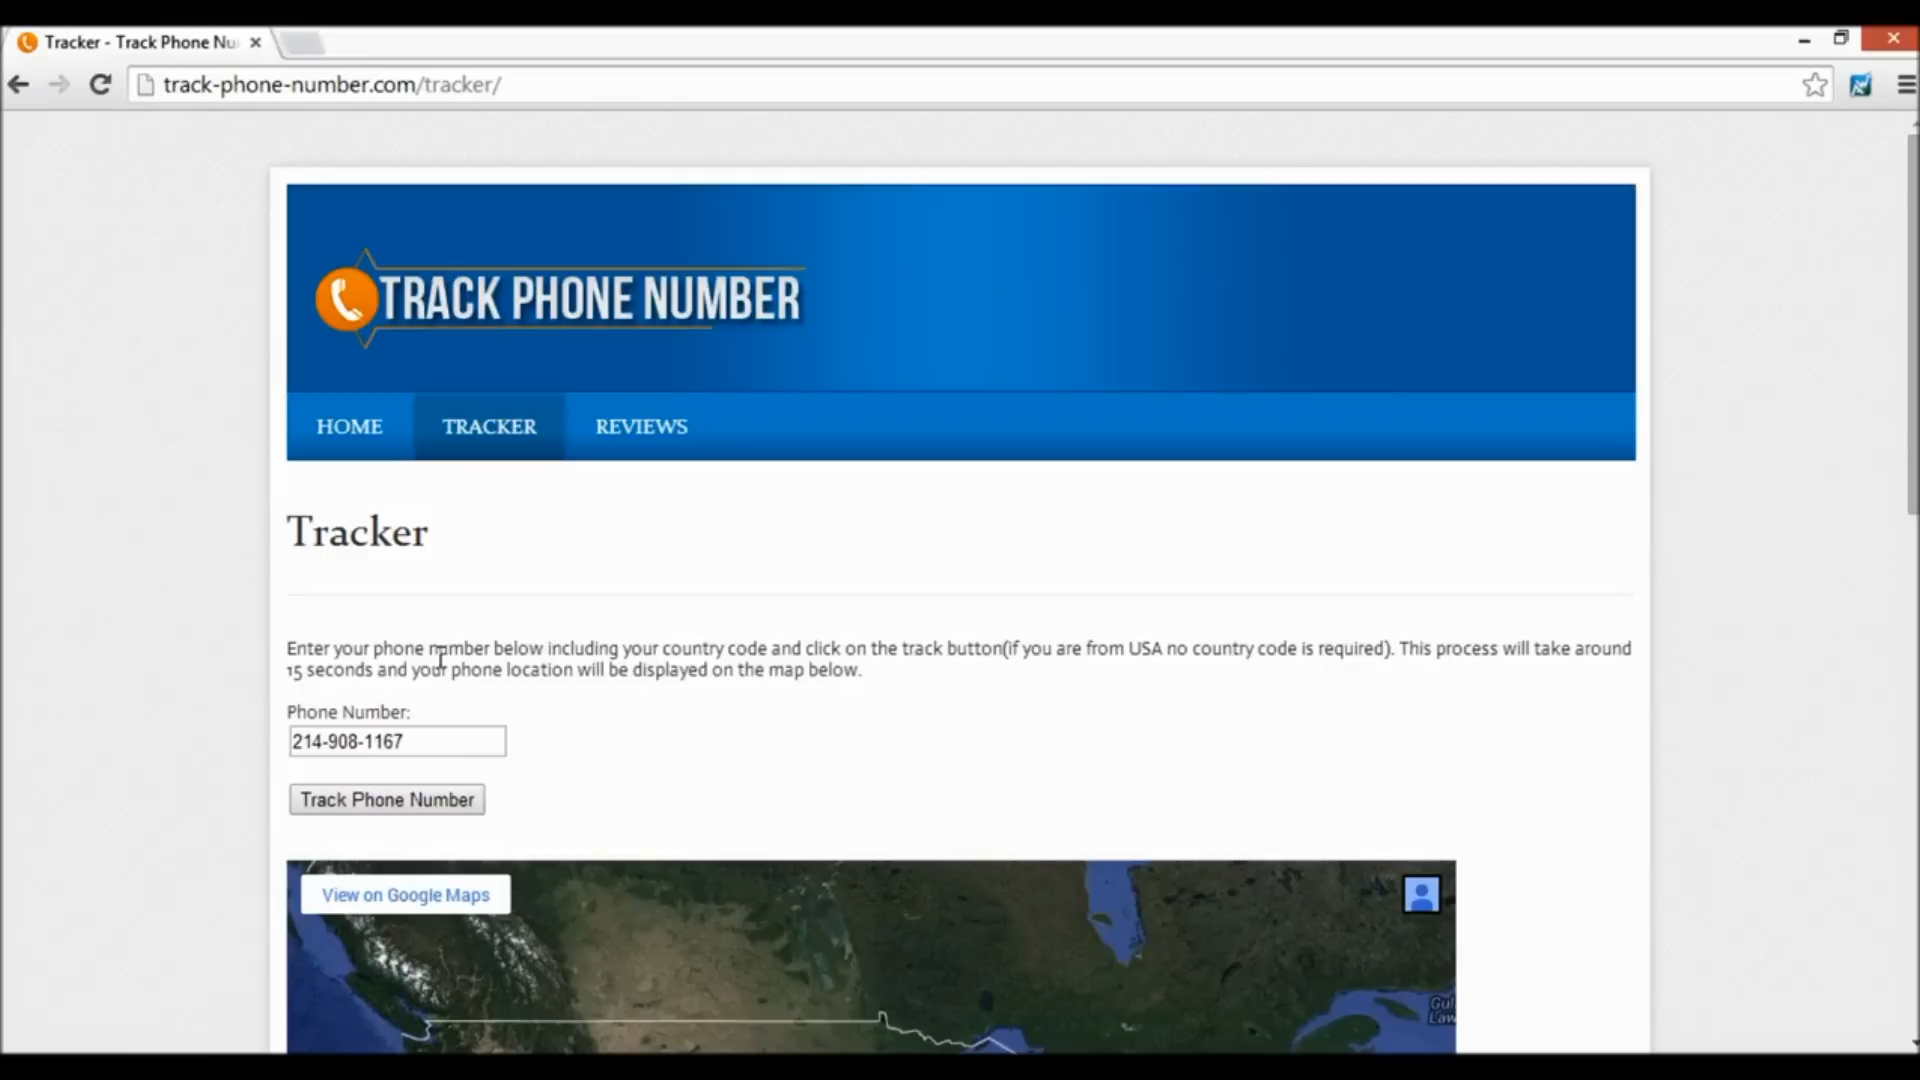 Tracker - Track Phone Nu
track-phone-number.com/tracker/
TRACK PHONE NUMBER
HOME TRACKER REVIEWS
Tracker
Enter your phone number below including your country code and click on the track button(if you are from USA no country code is required). This process will take around
15 seconds and your phone location will be displayed on the map below.
Phone Number:
214-908-1167
Track Phone Number
View on Google Maps
Gul
Law